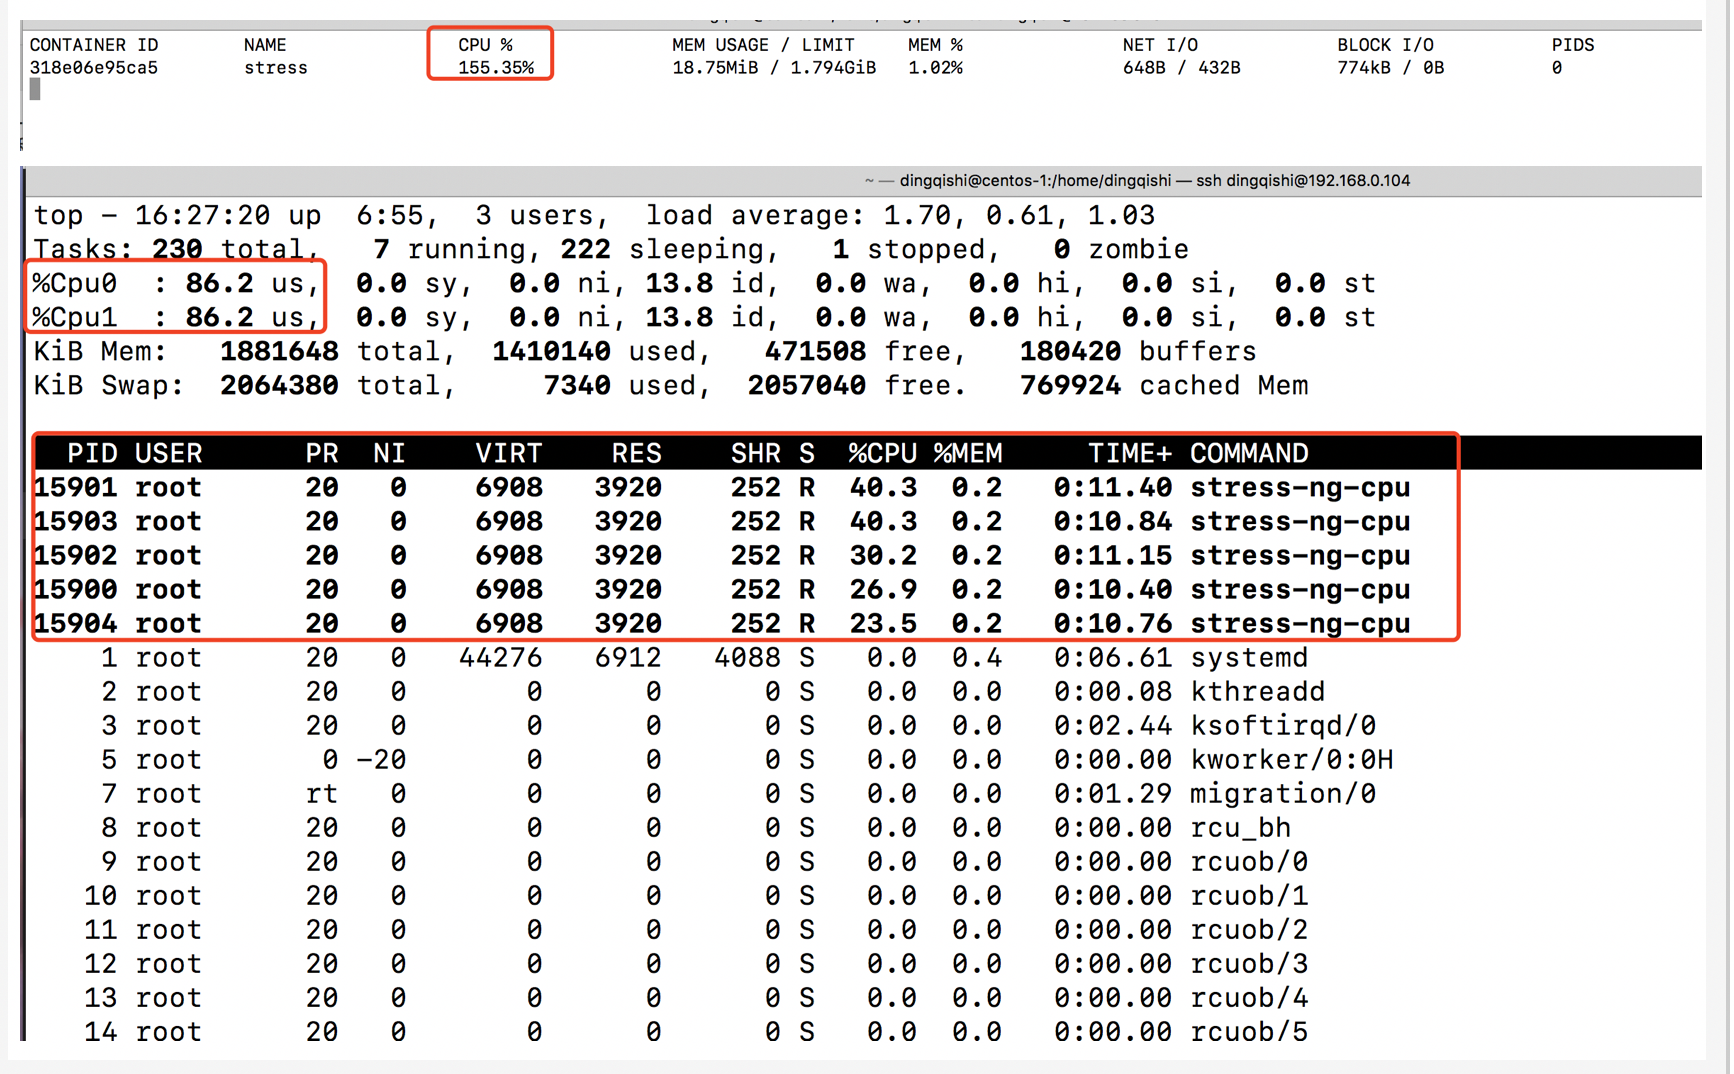 CONTAINER ID NAME CPU % MEM USAGE / LIMIT MEM % NET I/O BLOCK I/O PIDS
318e06e95ca5 stress 155.35% 18.75MiB / 1.794GiB 1.02% 648B / 432B 774kB / 0B 0
~ — dingqishi@centos-1:/home/dingqishi — ssh dingqishi@192.168.0.104
top - 16:27:20 up 6:55, 3 users, load average: 1.70, 0.61, 1.03
Tasks: 230 total, 7 running, 222 sleeping, 1 stopped, 0 zombie
%Cpu0 : 86.2 us, 0.0 sy, 0.0 ni, 13.8 id, 0.0 wa, 0.0 hi, 0.0 si, 0.0 st
%Cpu1 : 86.2 us, 0.0 sy, 0.0 ni, 13.8 id, 0.0 wa, 0.0 hi, 0.0 si, 0.0 st
KiB Mem: 1881648 total, 1410140 used, 471508 free, 180420 buffers
KiB Swap: 2064380 total, 7340 used, 2057040 free. 769924 cached Mem
PID USER PR NI VIRT RES SHR S %CPU %MEM TIME+ COMMAND
15901 root 20 0 6908 3920 252 R 40.3 0.2 0:11.40 stress-ng-cpu
15903 root 20 0 6908 3920 252 R 40.3 0.2 0:10.84 stress-ng-cpu
15902 root 20 0 6908 3920 252 R 30.2 0.2 0:11.15 stress-ng-cpu
15900 root 20 0 6908 3920 252 R 26.9 0.2 0:10.40 stress-ng-cpu
15904 root 20 0 6908 3920 252 R 23.5 0.2 0:10.76 stress-ng-cpu
1 root 20 0 44276 6912 4088 S 0.0 0.4 0:06.61 systemd
2 root 20 0 0 0 0 S 0.0 0.0 0:00.08 kthreadd
3 root 20 0 0 0 0 S 0.0 0.0 0:02.44 ksoftirqd/0
5 root 0 -20 0 0 0 S 0.0 0.0 0:00.00 kworker/0:0H
7 root rt 0 0 0 0 S 0.0 0.0 0:01.29 migration/0
8 root 20 0 0 0 0 S 0.0 0.0 0:00.00 rcu_bh
9 root 20 0 0 0 0 S 0.0 0.0 0:00.00 rcuob/0
10 root 20 0 0 0 0 S 0.0 0.0 0:00.00 rcuob/1
11 root 20 0 0 0 0 S 0.0 0.0 0:00.00 rcuob/2
12 root 20 0 0 0 0 S 0.0 0.0 0:00.00 rcuob/3
13 root 20 0 0 0 0 S 0.0 0.0 0:00.00 rcuob/4
14 root 20 0 0 0 0 S 0.0 0.0 0:00.00 rcuob/5